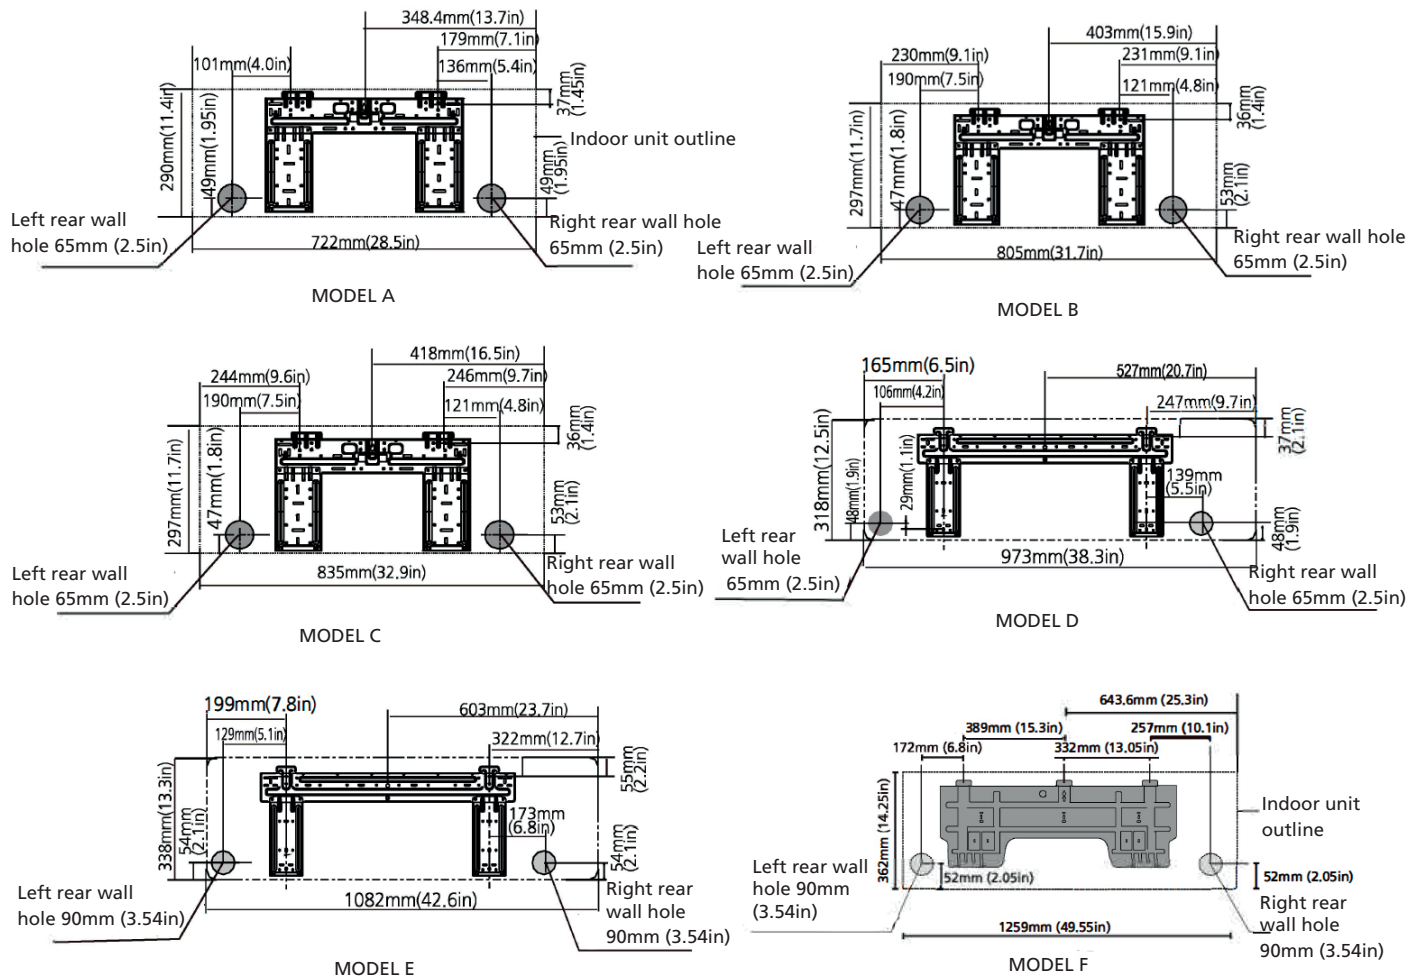 348.4mm(13.7in)
179mm(7.1in)
101mm(4.0in)
136mm(5.4in)
37mm
(1.45in)
290mm(11.4in)
49mm(1.95in)
Indoor unit outline
49mm
(1.95in)
Left rear wall
hole 65mm (2.5in)
Right rear wall hole
65mm (2.5in)
722mm(28.5in)
MODEL A
403mm(15.9in)
230mm(9.1in)
231mm(9.1in)
190mm(7.5in)
121mm(4.8in)
36mm
(1.4in)
297mm(11.7in)
47mm(1.8in)
53mm
(2.1in)
Left rear wall
hole 65mm (2.5in)
Right rear wall hole
65mm (2.5in)
805mm(31.7in)
MODEL B
418mm(16.5in)
244mm(9.6in)
246mm(9.7in)
190mm(7.5in)
121mm(4.8in)
36mm
(1.4in)
297mm(11.7in)
47mm(1.8in)
53mm
(2.1in)
Left rear wall
hole 65mm (2.5in)
Right rear wall
hole 65mm (2.5in)
835mm(32.9in)
MODEL C
165mm(6.5in)
527mm(20.7in)
106mm(4.2in)
247mm(9.7in)
37mm
(2.1in)
318mm(12.5in)
48mm(1.9in)
29mm(1.1in)
139mm
(5.5in)
48mm
(1.9in)
Left rear
wall hole
65mm (2.5in)
Right rear wall
hole 65mm (2.5in)
973mm(38.3in)
MODEL D
199mm(7.8in)
603mm(23.7in)
129mm(5.1in)
322mm(12.7in)
55mm
(2.2in)
338mm(13.3in)
54mm
(2.1in)
173mm
(6.8in)
54mm
(2.1in)
Left rear wall
hole 90mm (3.54in)
Right rear
wall hole
90mm (3.54in)
1082mm(42.6in)
MODEL E
643.6mm (25.3in)
389mm (15.3in)
257mm (10.1in)
172mm (6.8in)
332mm (13.05in)
362mm (14.25in)
Indoor unit
outline
52mm (2.05in)
52mm (2.05in)
Left rear wall
hole 90mm
(3.54in)
Right rear
wall hole
90mm (3.54in)
1259mm (49.55in)
MODEL F